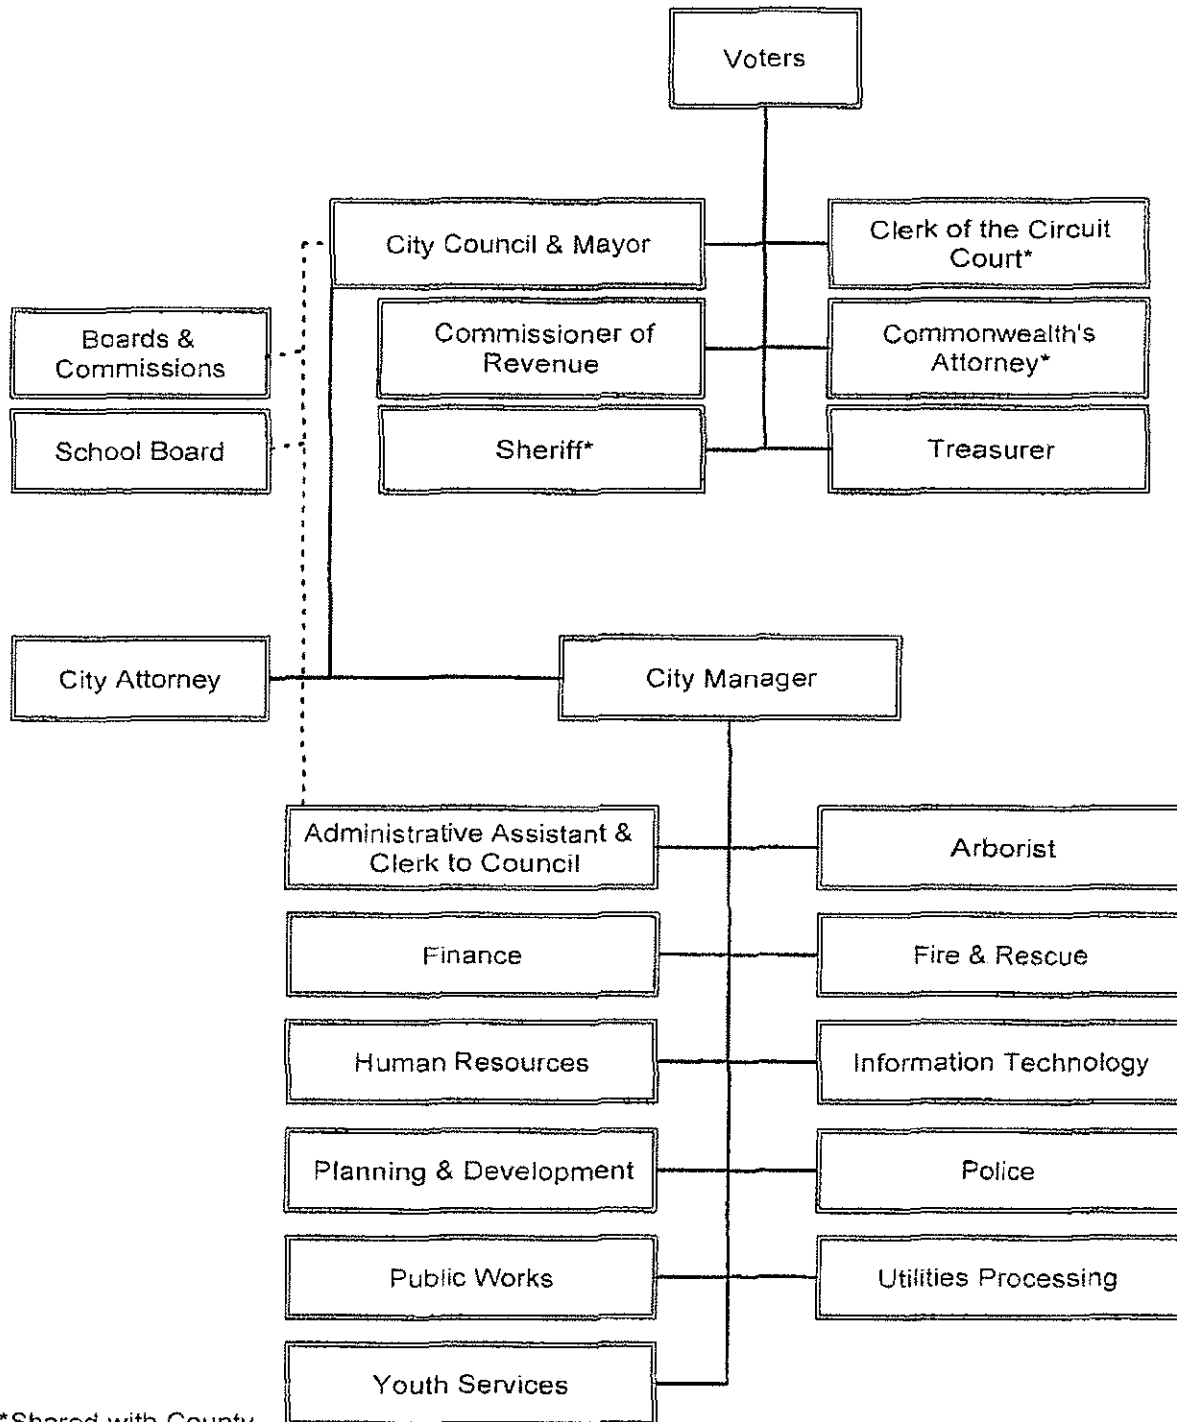 Voters
City Council & Mayor
Clerk of the Circuit
Court*
Boards &
Commissions
Commissioner of
Revenue
Commonwealth's
Attorney*
School Board
Sheriff*
Treasurer
City Attorney
City Manager
Administrative Assistant &
Clerk to Council
Arborist
Finance
Fire & Rescue
Human Resources
Information Technology
Planning & Development
Police
Public Works
Utilities Processing
Youth Services
*Shared with County